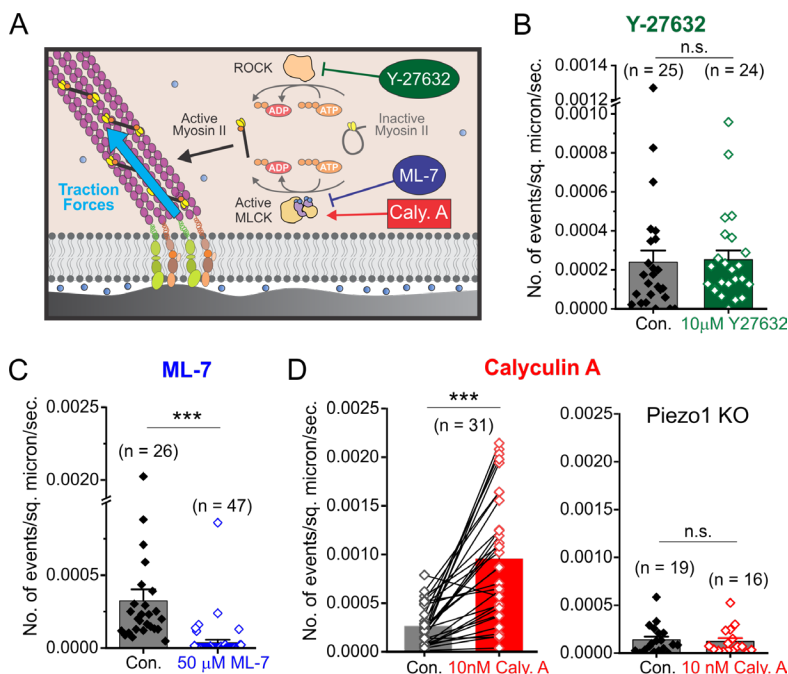 A
ROCK
Y-27632
ADP
ATP
Active
Myosin II
Inactive
Myosin II
ADP
ATP
ML-7
Traction
Forces
Active
MLCK
Caly. A
B
Y-27632
n.s.
(n = 25)
(n = 24)
No. of events/sq. micron/sec.
0.0014
0.0012
0.0010
0.0008
0.0006
0.0004
0.0002
0.0000
Con.
10μM Y27632
C
ML-7
***
(n = 26)
(n = 47)
No. of events/sq. micron/sec.
0.0025
0.0020
0.0005
0.0000
Con.
50 μM ML-7
D
Calyculin A
***
(n = 31)
No. of events/sq. micron/sec.
0.0025
0.0020
0.0015
0.0010
0.0005
0.0000
Con.
10nM Caly. A
Piezo1 KO
n.s.
(n = 19)
(n = 16)
0.0025
0.0020
0.0015
0.0010
0.0005
0.0000
Con.
10 nM Caly. A